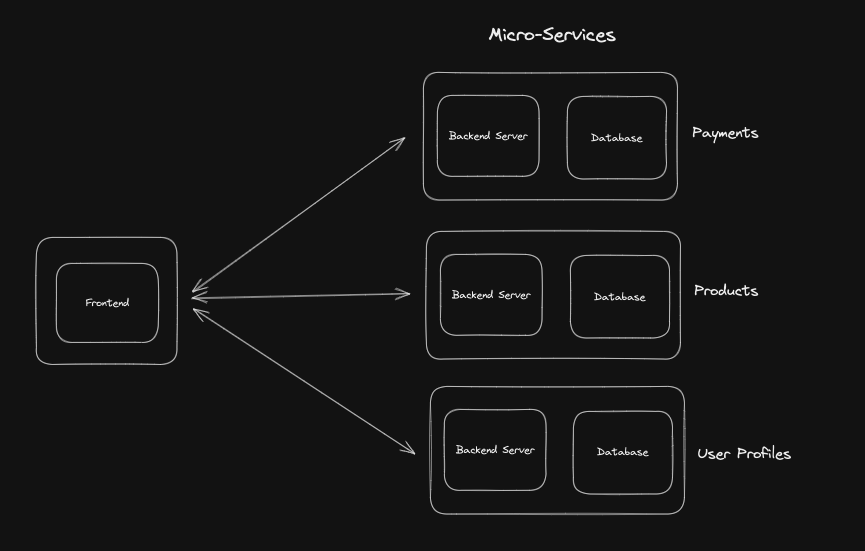 Micro-Services
Backend Server
Database
Payments
Frontend
Backend Server
Database
Products
Backend Server
Database
User Profiles